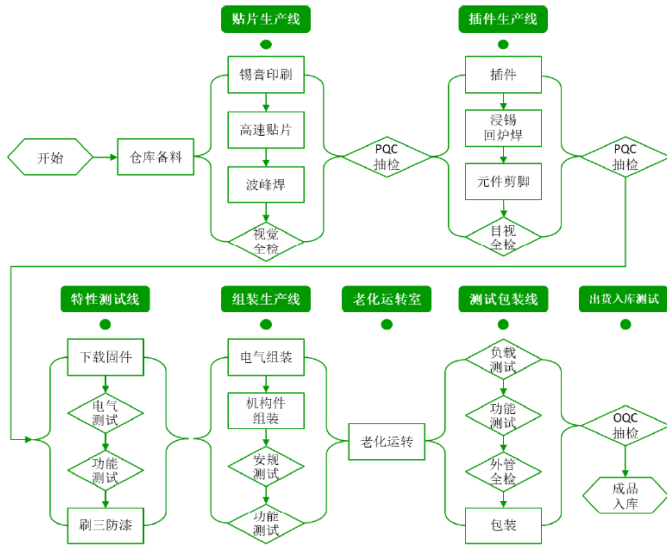 贴片生产线
插件生产线
锡膏印刷
高速贴片
波峰焊
视觉
全检
开始
仓库备料
PQC
抽检
插件
浸锡
回炉焊
元件剪脚
目视
全检
PQC
抽检
特性测试线
组装生产线
老化运转室
测试包装线
出货入库测试
下载固件
电气
测试
功能
测试
刷三防漆
电气组装
机构件
组装
安规
测试
功能
测试
老化运转
负载
测试
功能
测试
外管
全检
包装
OQC
抽检
成品
入库